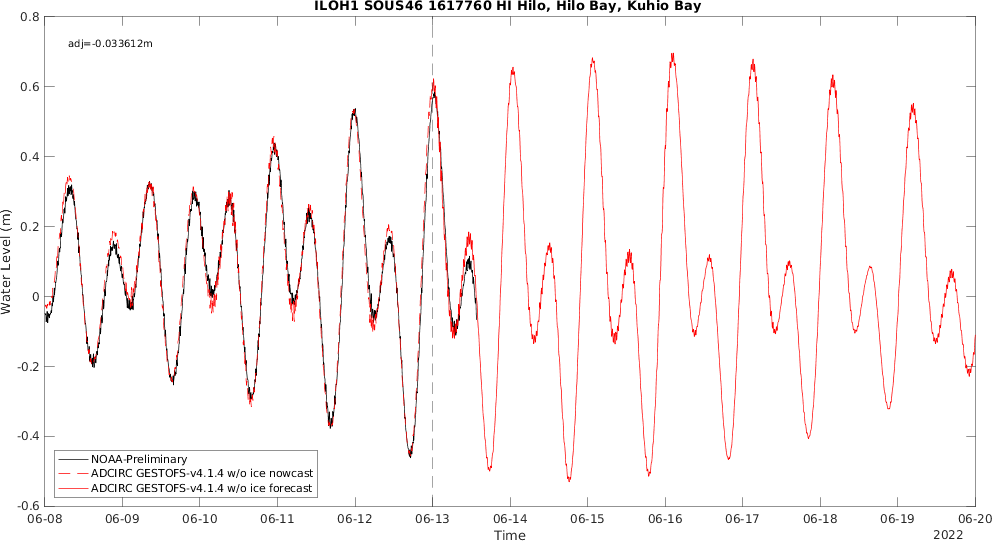 ILOH1 SOUS46 1617760 HI Hilo, Hilo Bay, Kuhio Bay
adj=-0.033612m
Water Level (m)
0.8
0.6
0.4
0.2
0
-0.2
-0.4
-0.6
NOAA-Preliminary
ADCIRC GESTOFS-v4.1.4 w/o ice nowcast
ADCIRC GESTOFS-v4.1.4 w/o ice forecast
06-08 06-09 06-10 06-11 06-12 06-13 06-14 06-15 06-16 06-17 06-18 06-19 06-20
Time
2022